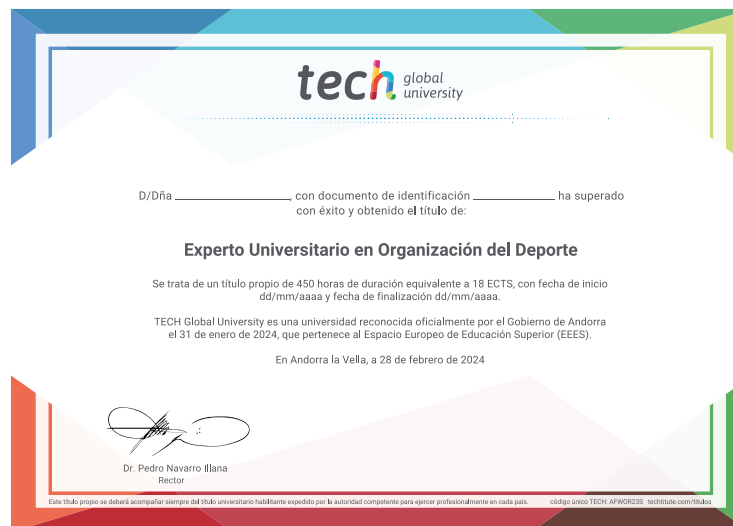 tech global
university
D/Dña ______________, con documento de identificación ______________ ha superado
con éxito y obtenido el título de:
Experto Universitario en Organización del Deporte
Se trata de un título propio de 450 horas de duración equivalente a 18 ECTS, con fecha de inicio
dd/mm/aaaa y fecha de finalización dd/mm/aaaa.
TECH Global University es una universidad reconocida oficialmente por el Gobierno de Andorra
el 31 de enero de 2024, que pertenece al Espacio Europeo de Educación Superior (EEES).
En Andorra la Vella, a 28 de febrero de 2024
Dr. Pedro Navarro Illana
Rector
Este título propio se deberá acompañar siempre del título universitario habilitante expedido por la autoridad competente para ejercer profesionalmente en cada país. código único TECH: AFWOR23S techtitute.com/titulos